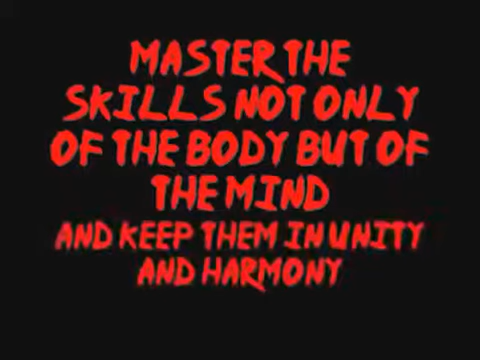 MASTER THE
SKILLS NOT ONLY
OF THE BODY BUT OF
THE MIND
AND KEEP THEM IN UNITY
AND HARMONY